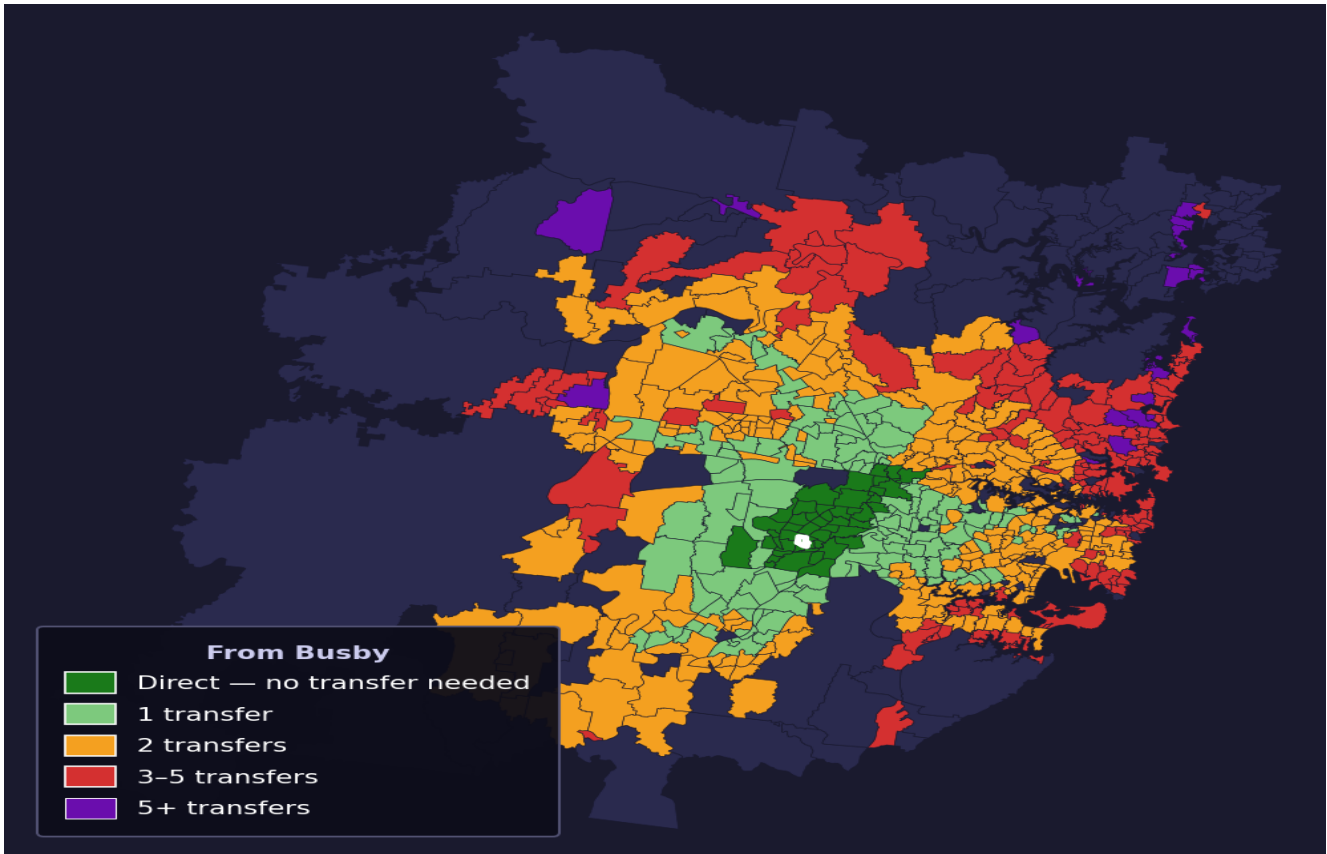 From Busby
Direct — no transfer needed
1 transfer
2 transfers
3–5 transfers
5+ transfers